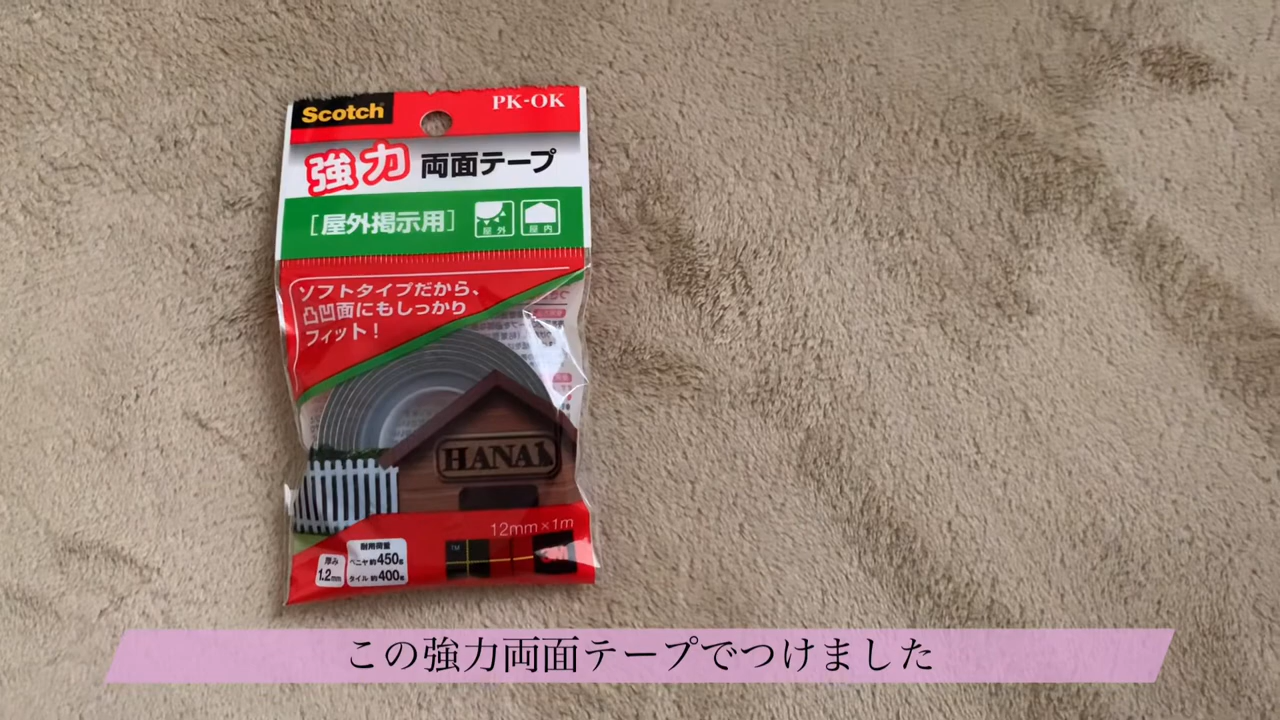 Scotch
PK-OK
強力 両面テープ
[屋外掲示用]
屋外
屋内
ソフトタイプだから、
凸凹面にもしっかり
フィット!
HANA
12mm×1m
厚み
1.2mm
耐用荷重
ベニヤ 約450g
タイル 約400g
TM
この強力両面テープでつけました